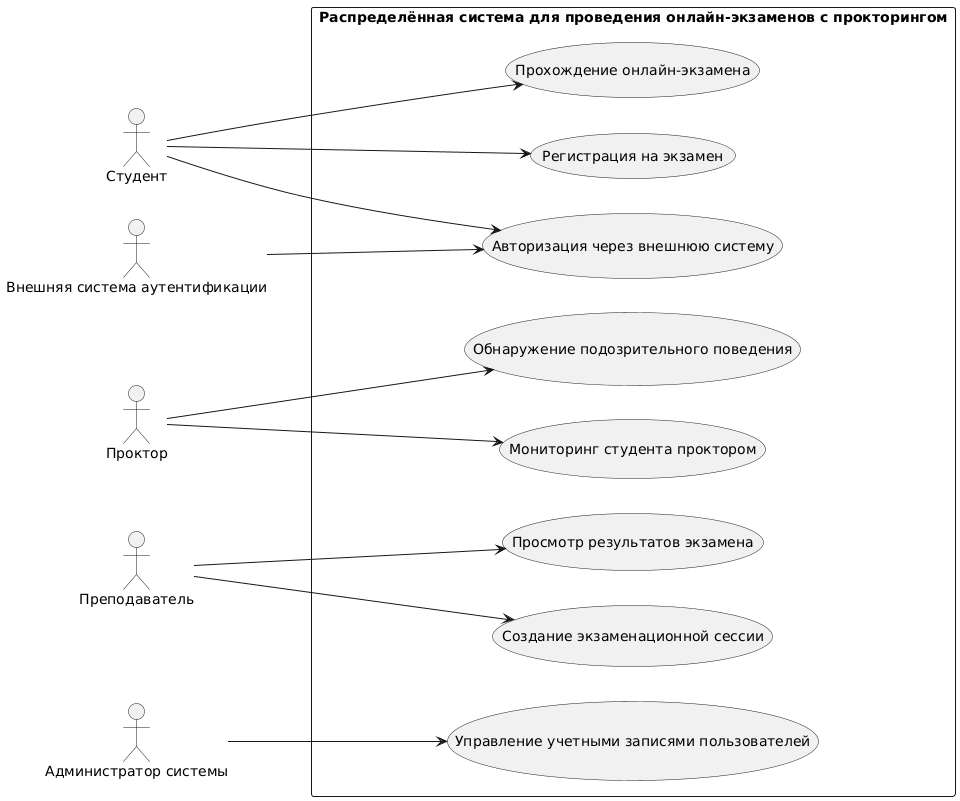 Распределённая система для проведения онлайн-экзаменов с прокторингом
Прохождение онлайн-экзамена
Регистрация на экзамен
Студент
Авторизация через внешнюю систему
Внешняя система аутентификации
Обнаружение подозрительного поведения
Мониторинг студента проктором
Проктор
Просмотр результатов экзамена
Преподаватель
Создание экзаменационной сессии
Управление учетными записями пользователей
Администратор системы